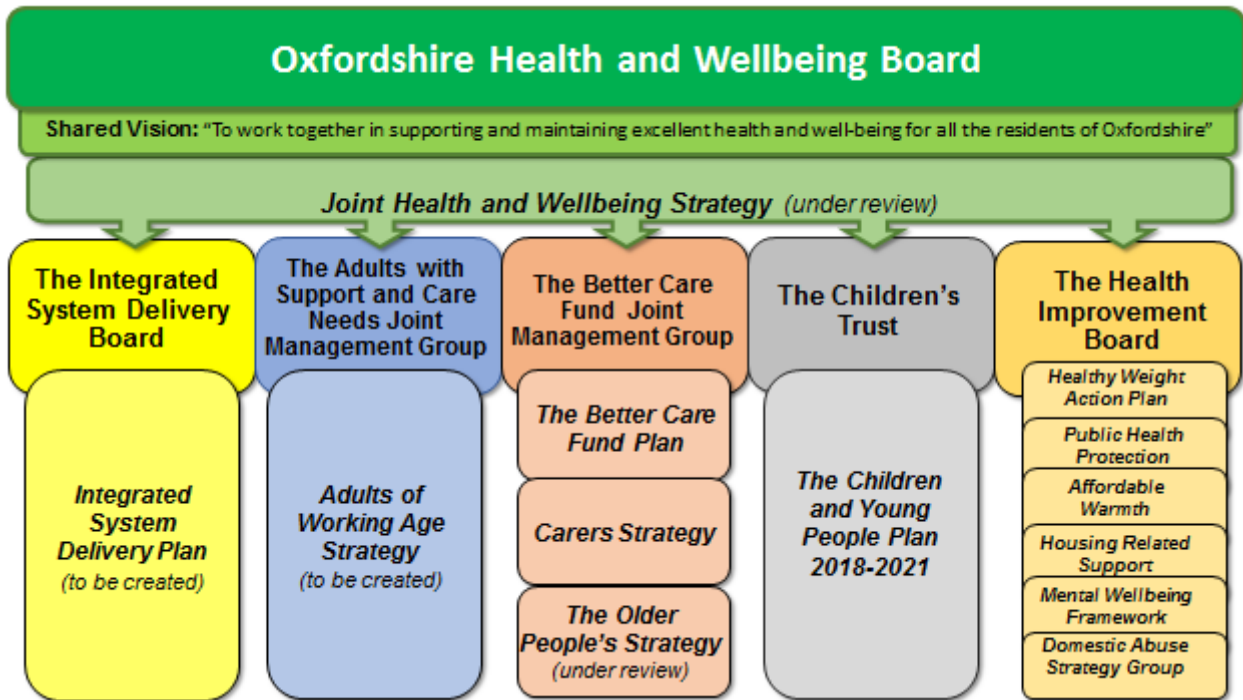 Oxfordshire Health and Wellbeing Board
Shared Vision: “To work together in supporting and maintaining excellent health and well-being for all the residents of Oxfordshire”
Joint Health and Wellbeing Strategy (under review)
The Integrated
System Delivery
Board
Integrated
System
Delivery Plan
(to be created)
The Adults with
Support and Care
Needs Joint
Management Group
Adults of
Working Age
Strategy
(to be created)
The Better Care
Fund Joint
Management Group
The Better Care
Fund Plan
Carers Strategy
The Older
People's Strategy
(under review)
The Children's
Trust
The Children
and Young
People Plan
2018-2021
The Health
Improvement
Board
Healthy Weight
Action Plan
Public Health
Protection
Affordable
Warmth
Housing Related
Support
Mental Wellbeing
Framework
Domestic Abuse
Strategy Group